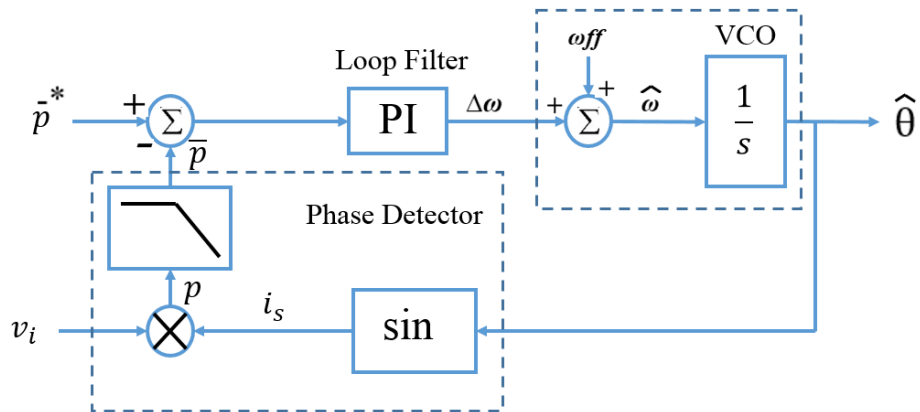 ωff
VCO
Loop Filter
p̄*
+
Σ
-
p̄
PI
Δω
+
+
Σ
ω̂
1
s
θ̂
Phase Detector
p
v_i
i_s
sin